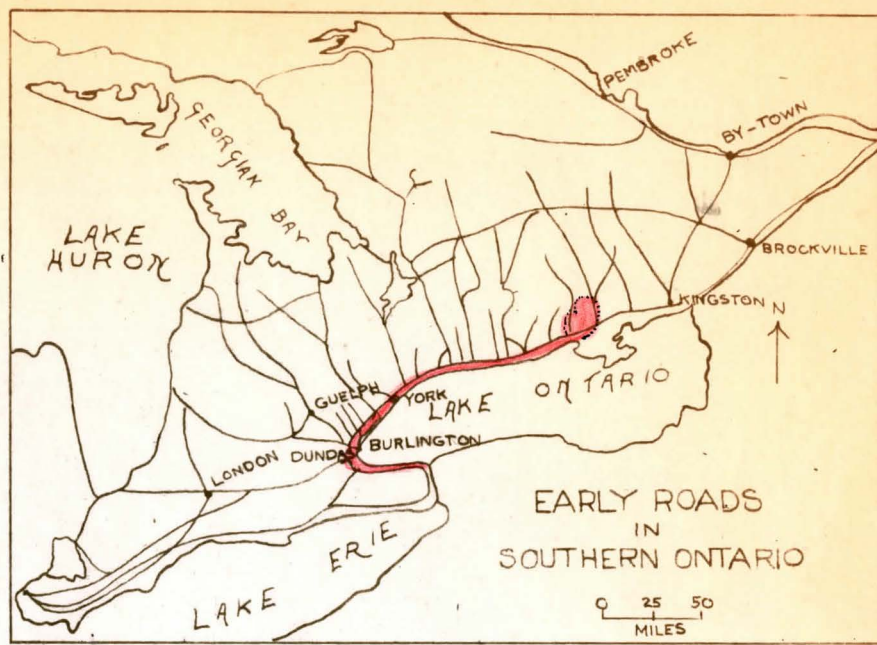 PEMBROKE
BY-TOWN
GEORGIAN BAY
LAKE
HURON
BROCKVILLE
KINGSTON
N
ONTARIO
GUELPH
YORK
LAKE
BURLINGTON
LONDON
DUNDAS
EARLY ROADS
IN
SOUTHERN ONTARIO
LAKE ERIE
0 25 50
MILES